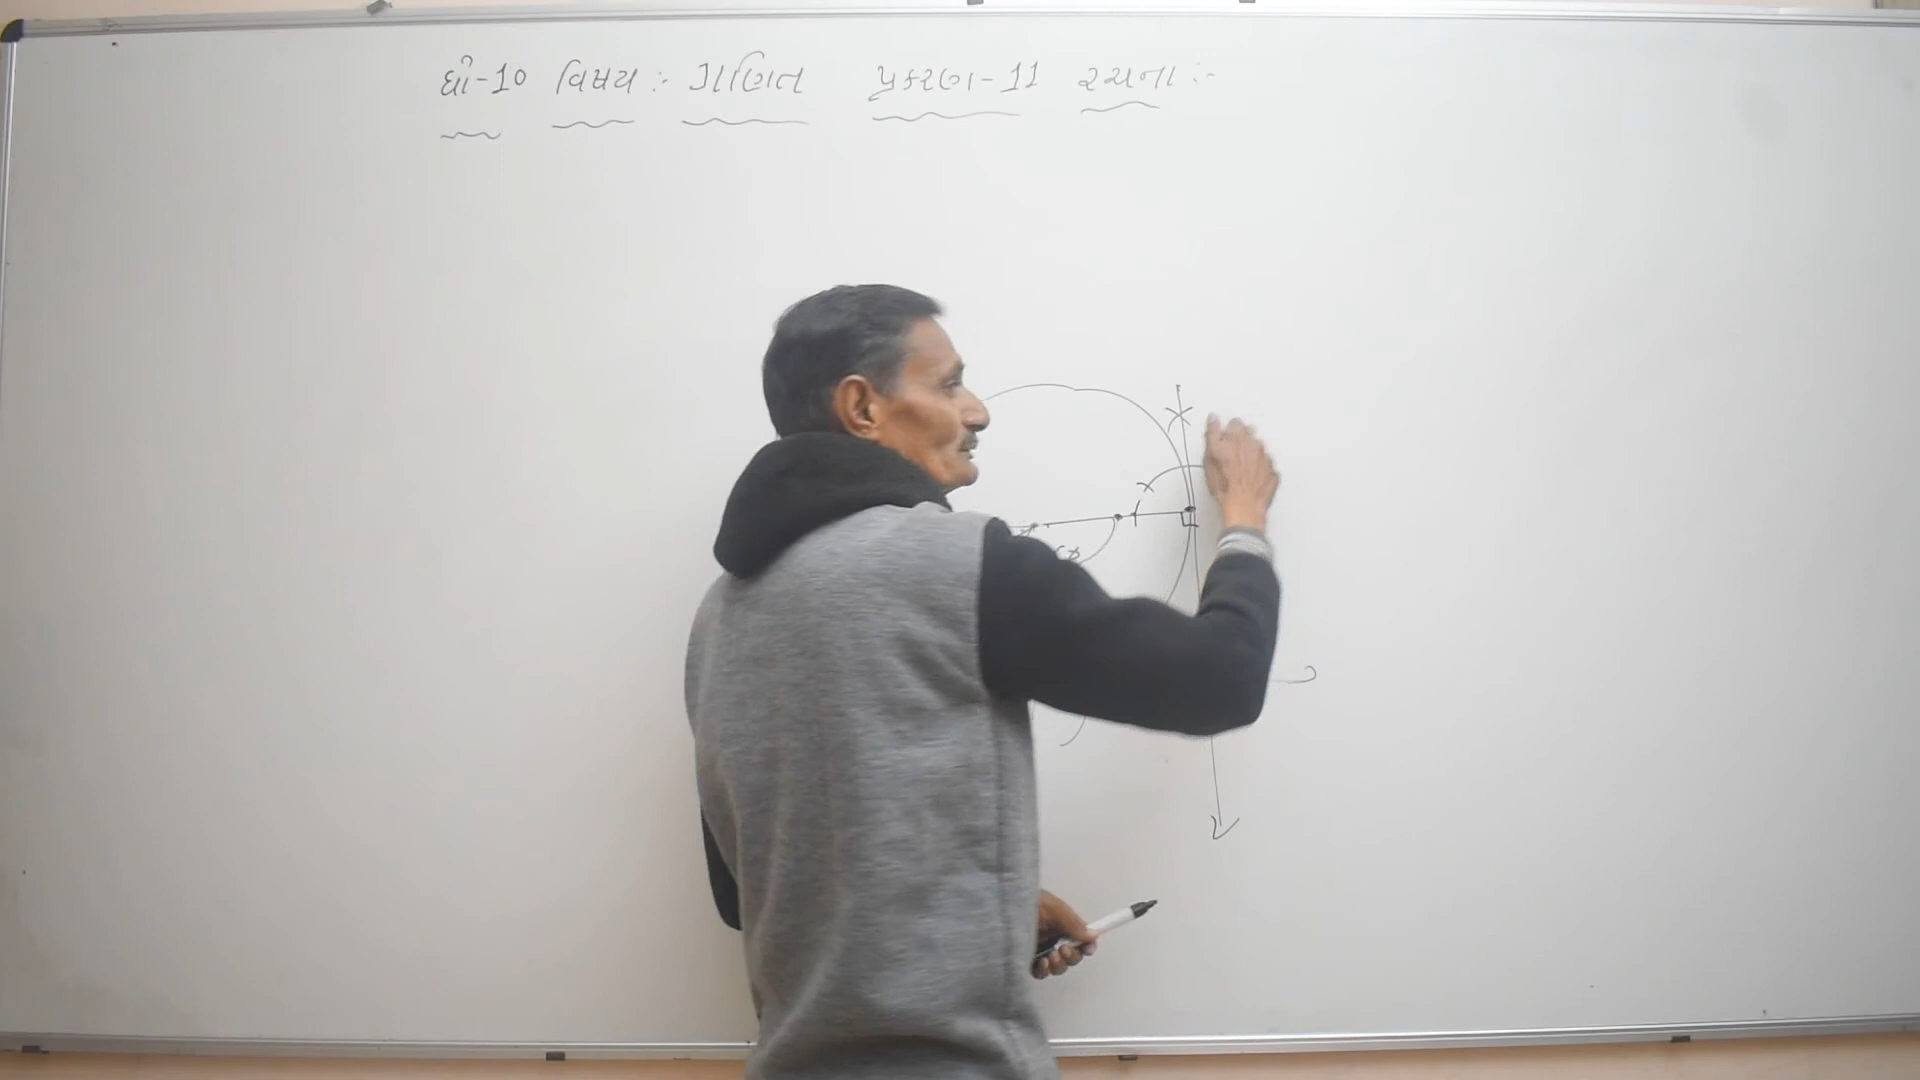 ધો-10 વિષય :- ગણિત પ્રકરણ-11 રચના :-